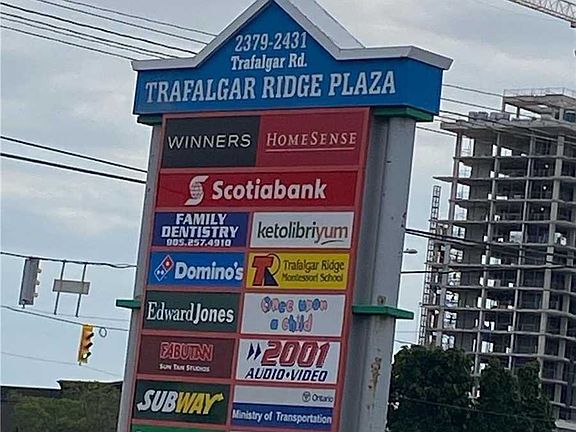 2379-2431
Trafalgar Rd.
TRAFALGAR RIDGE PLAZA
WINNERS
HOMESENSE
Scotiabank
FAMILY
DENTISTRY
905.257.4910
ketolibriyum
Domino's
Trafalgar Ridge
Montessori School
Edward Jones
Once upon
a child
FABUTAN
SUN TAN STUDIOS
2001
AUDIO•VIDEO
SUBWAY
Ontario
Ministry of Transportation